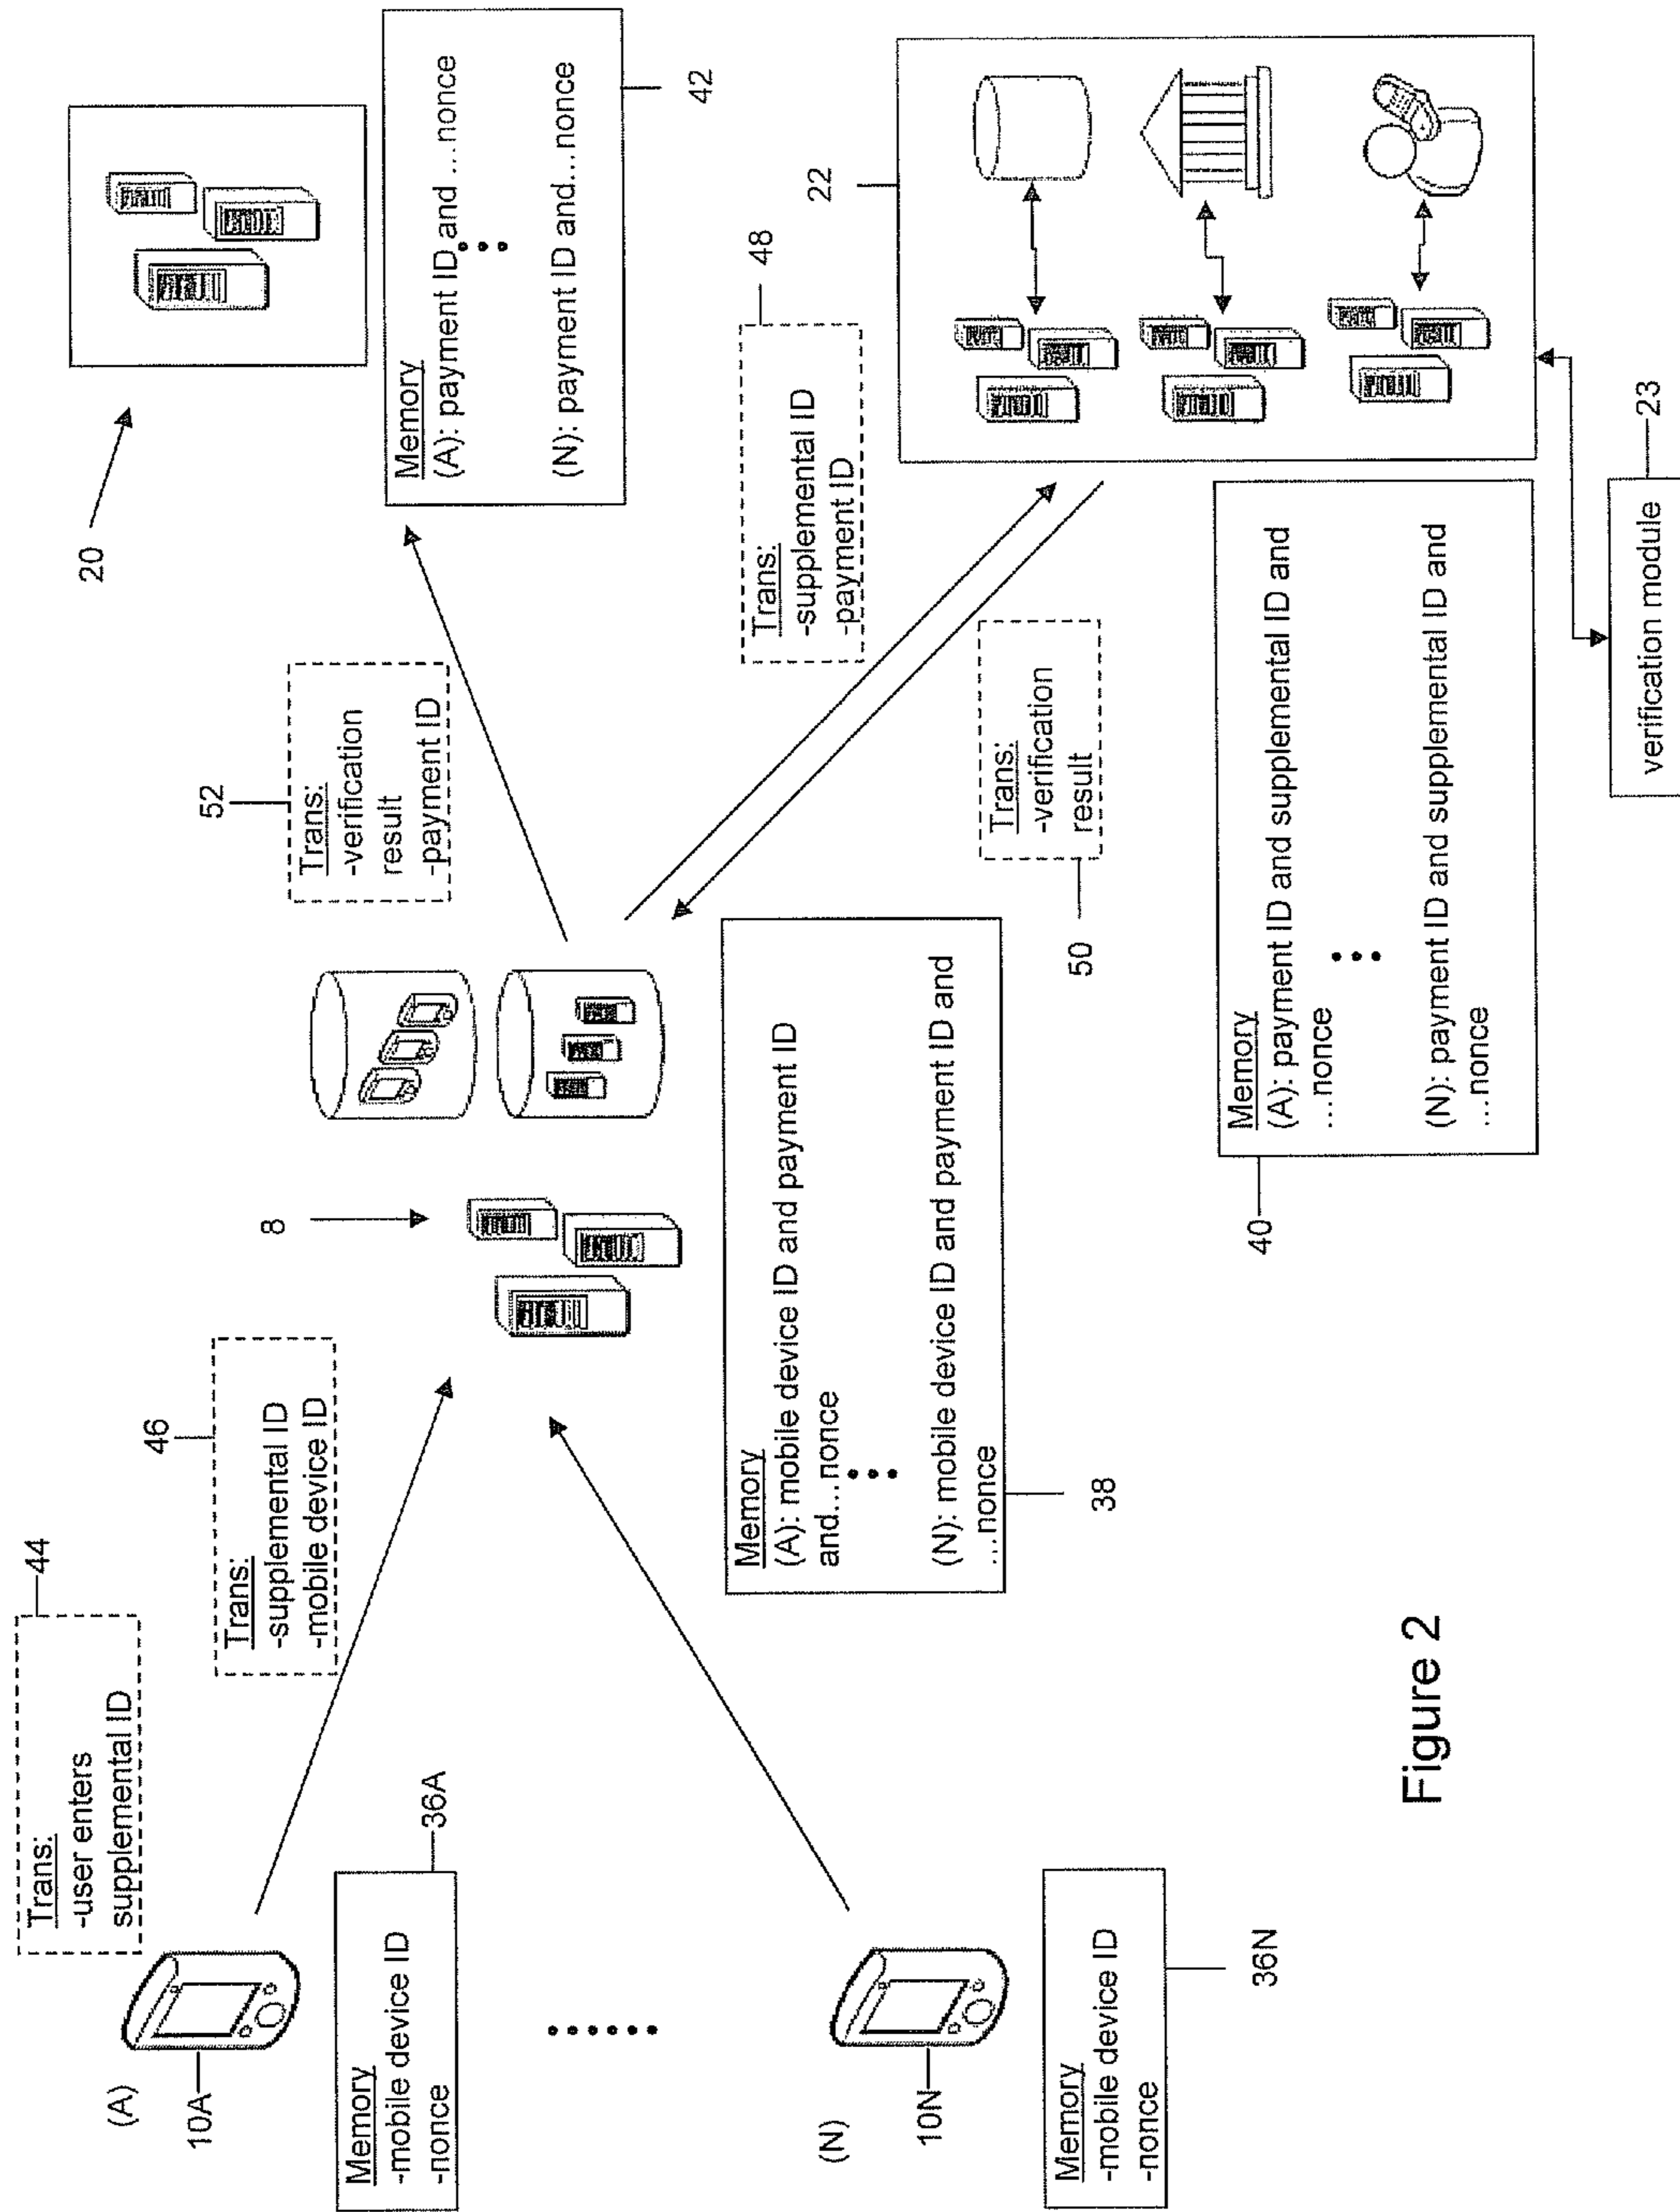 Trans:
-user enters
supplemental ID
44
(A)
10A
Memory
-mobile device ID
-nonce
36A
(N)
10N
Memory
-mobile device ID
-nonce
36N
46
Trans:
-supplemental ID
-mobile device ID
8
Memory
(A): mobile device ID and payment ID
and...nonce
(N): mobile device ID and payment ID and
...nonce
38
52
Trans:
-verification
result
-payment ID
20
Memory
(A): payment ID and ...nonce
(N): payment ID and...nonce
42
Trans:
-supplemental ID
-payment ID
48
Trans:
-verification
result
50
22
Memory
(A): payment ID and supplemental ID and
...nonce
(N): payment ID and supplemental ID and
...nonce
40
verification module
23
Figure 2